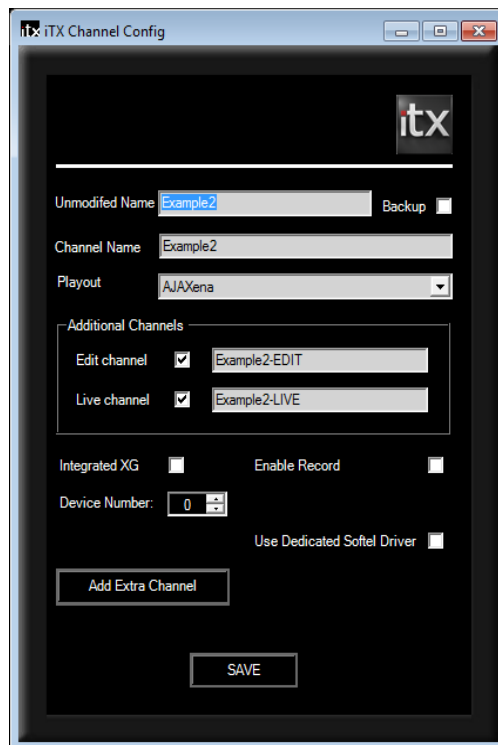 itx iTX Channel Config
itx
Unmodifed Name Example2 Backup
Channel Name Example2
Playout AJAXena
Additional Channels
Edit channel Example2-EDIT
Live channel Example2-LIVE
Integrated XG Enable Record
Device Number: 0
Use Dedicated Softel Driver
Add Extra Channel
SAVE